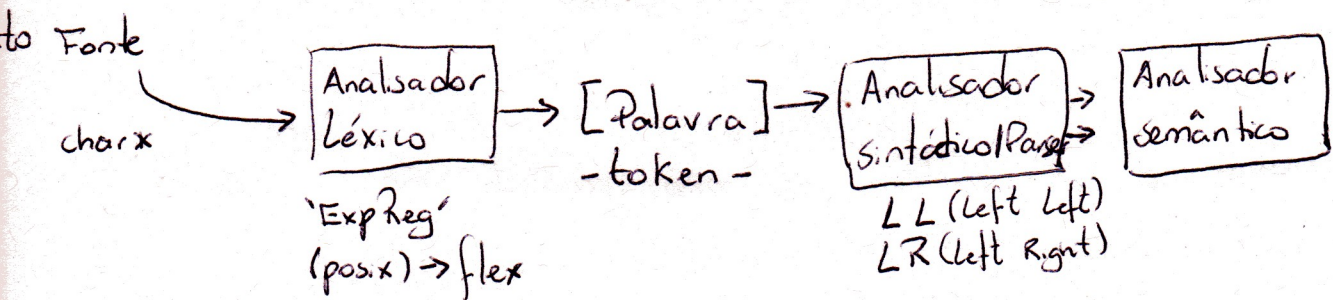 to Fonte
char*
Analisador
Léxico
'ExpReg'
(posix) → flex
→ [Palavra] →
- token -
Analisador
sintático/Parser
LL (Left Left)
LR (Left Right)
Analisador
semântico